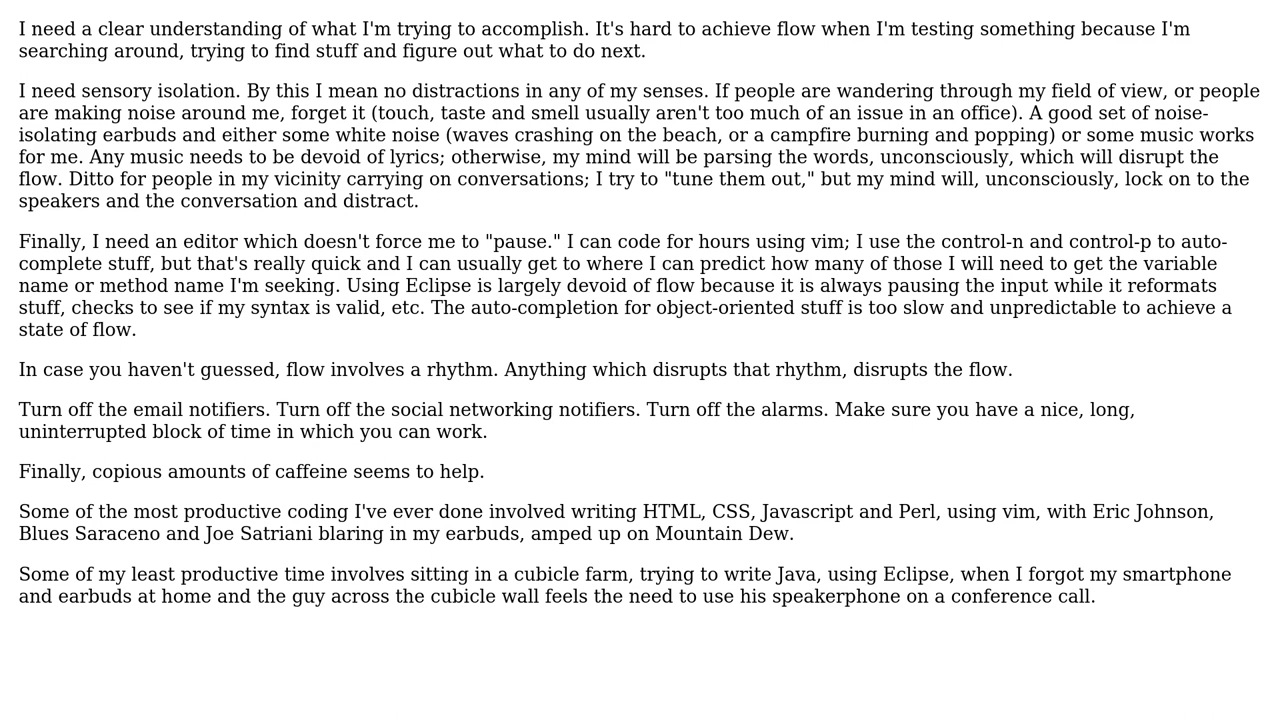 I need a clear understanding of what I'm trying to accomplish. It's hard to achieve flow when I'm testing something because I'm
searching around, trying to find stuff and figure out what to do next.
I need sensory isolation. By this I mean no distractions in any of my senses. If people are wandering through my field of view, or people
are making noise around me, forget it (touch, taste and smell usually aren't too much of an issue in an office). A good set of noise-
isolating earbuds and either some white noise (waves crashing on the beach, or a campfire burning and popping) or some music works
for me. Any music needs to be devoid of lyrics; otherwise, my mind will be parsing the words, unconsciously, which will disrupt the
flow. Ditto for people in my vicinity carrying on conversations; I try to "tune them out," but my mind will, unconsciously, lock on to the
speakers and the conversation and distract.
Finally, I need an editor which doesn't force me to "pause." I can code for hours using vim; I use the control-n and control-p to auto-
complete stuff, but that's really quick and I can usually get to where I can predict how many of those I will need to get the variable
name or method name I'm seeking. Using Eclipse is largely devoid of flow because it is always pausing the input while it reformats
stuff, checks to see if my syntax is valid, etc. The auto-completion for object-oriented stuff is too slow and unpredictable to achieve a
state of flow.
In case you haven't guessed, flow involves a rhythm. Anything which disrupts that rhythm, disrupts the flow.
Turn off the email notifiers. Turn off the social networking notifiers. Turn off the alarms. Make sure you have a nice, long,
uninterrupted block of time in which you can work.
Finally, copious amounts of caffeine seems to help.
Some of the most productive coding I've ever done involved writing HTML, CSS, Javascript and Perl, using vim, with Eric Johnson,
Blues Saraceno and Joe Satriani blaring in my earbuds, amped up on Mountain Dew.
Some of my least productive time involves sitting in a cubicle farm, trying to write Java, using Eclipse, when I forgot my smartphone
and earbuds at home and the guy across the cubicle wall feels the need to use his speakerphone on a conference call.